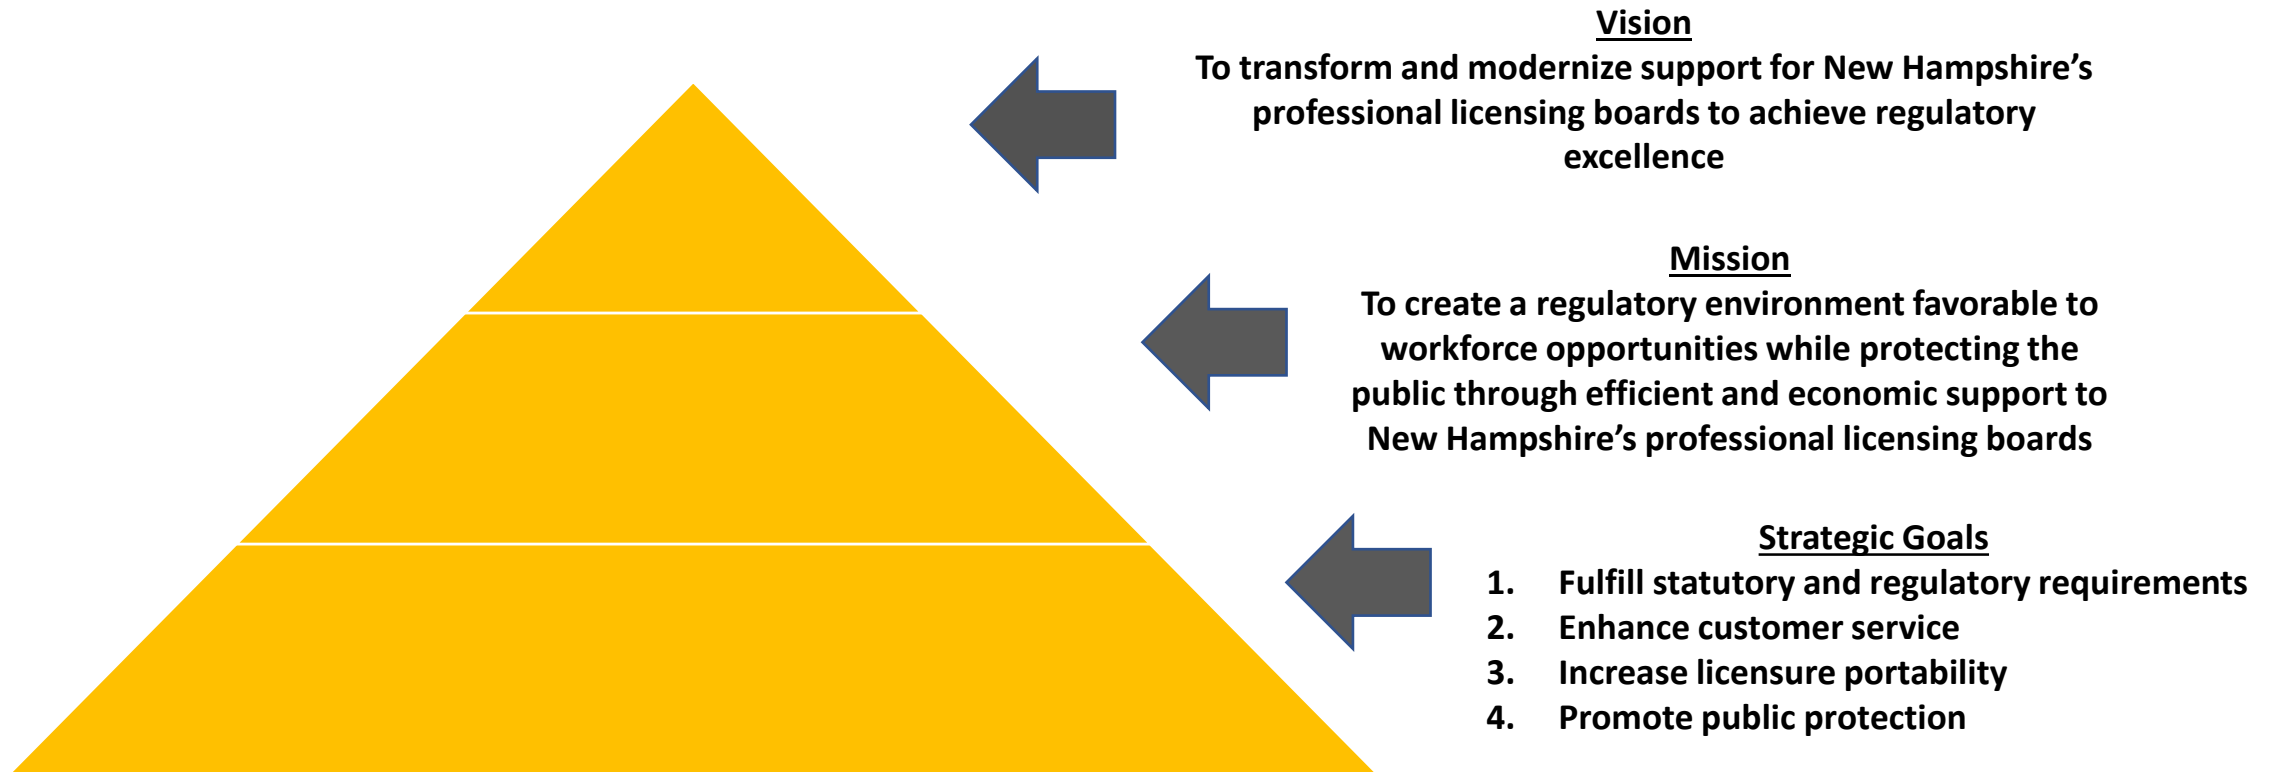 Vision
To transform and modernize support for New Hampshire’s
professional licensing boards to achieve regulatory
excellence
Mission
To create a regulatory environment favorable to
workforce opportunities while protecting the
public through efficient and economic support to
New Hampshire’s professional licensing boards
Strategic Goals
1. Fulfill statutory and regulatory requirements
2. Enhance customer service
3. Increase licensure portability
4. Promote public protection